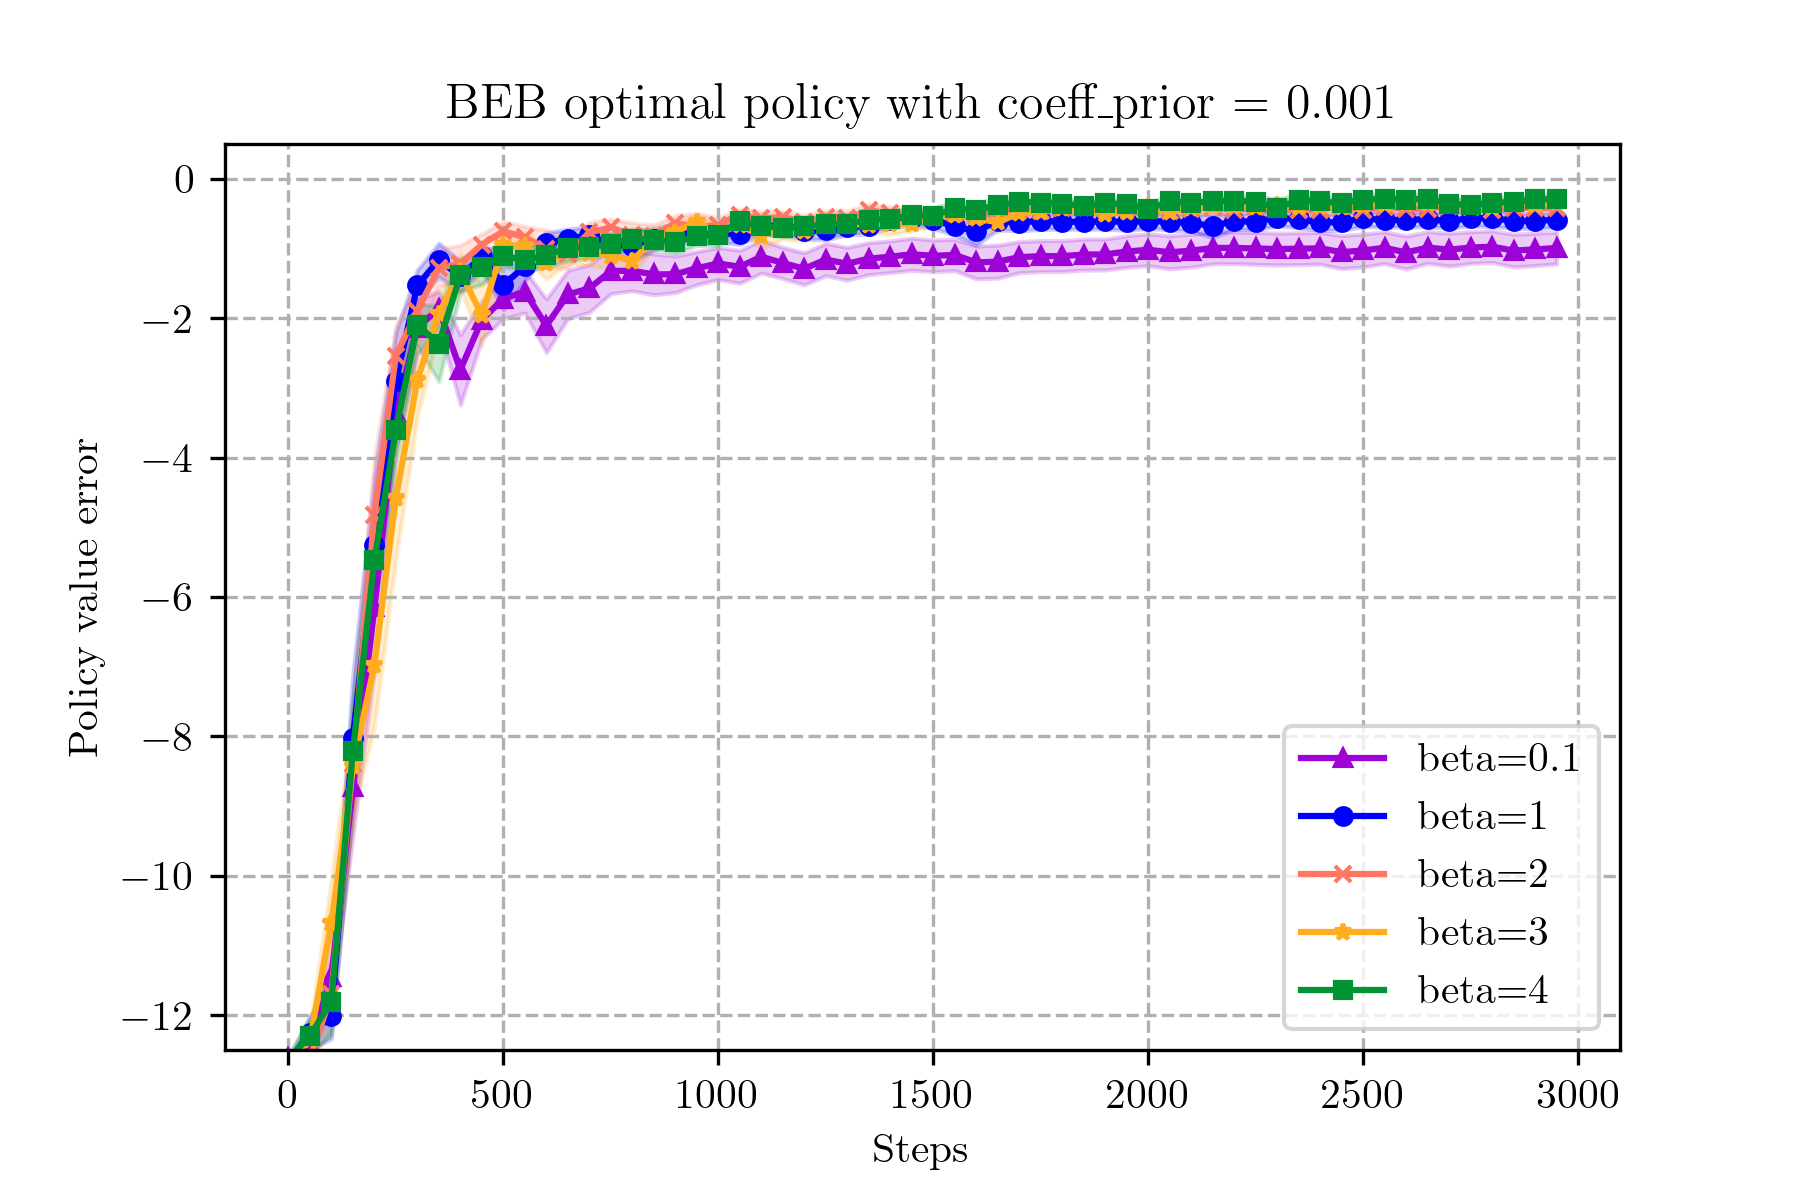 BEB optimal policy with coeff_prior = 0.001
Policy value error
0
−2
−4
−6
−8
−10
−12
0 500 1000 1500 2000 2500 3000
Steps
beta=0.1
beta=1
beta=2
beta=3
beta=4